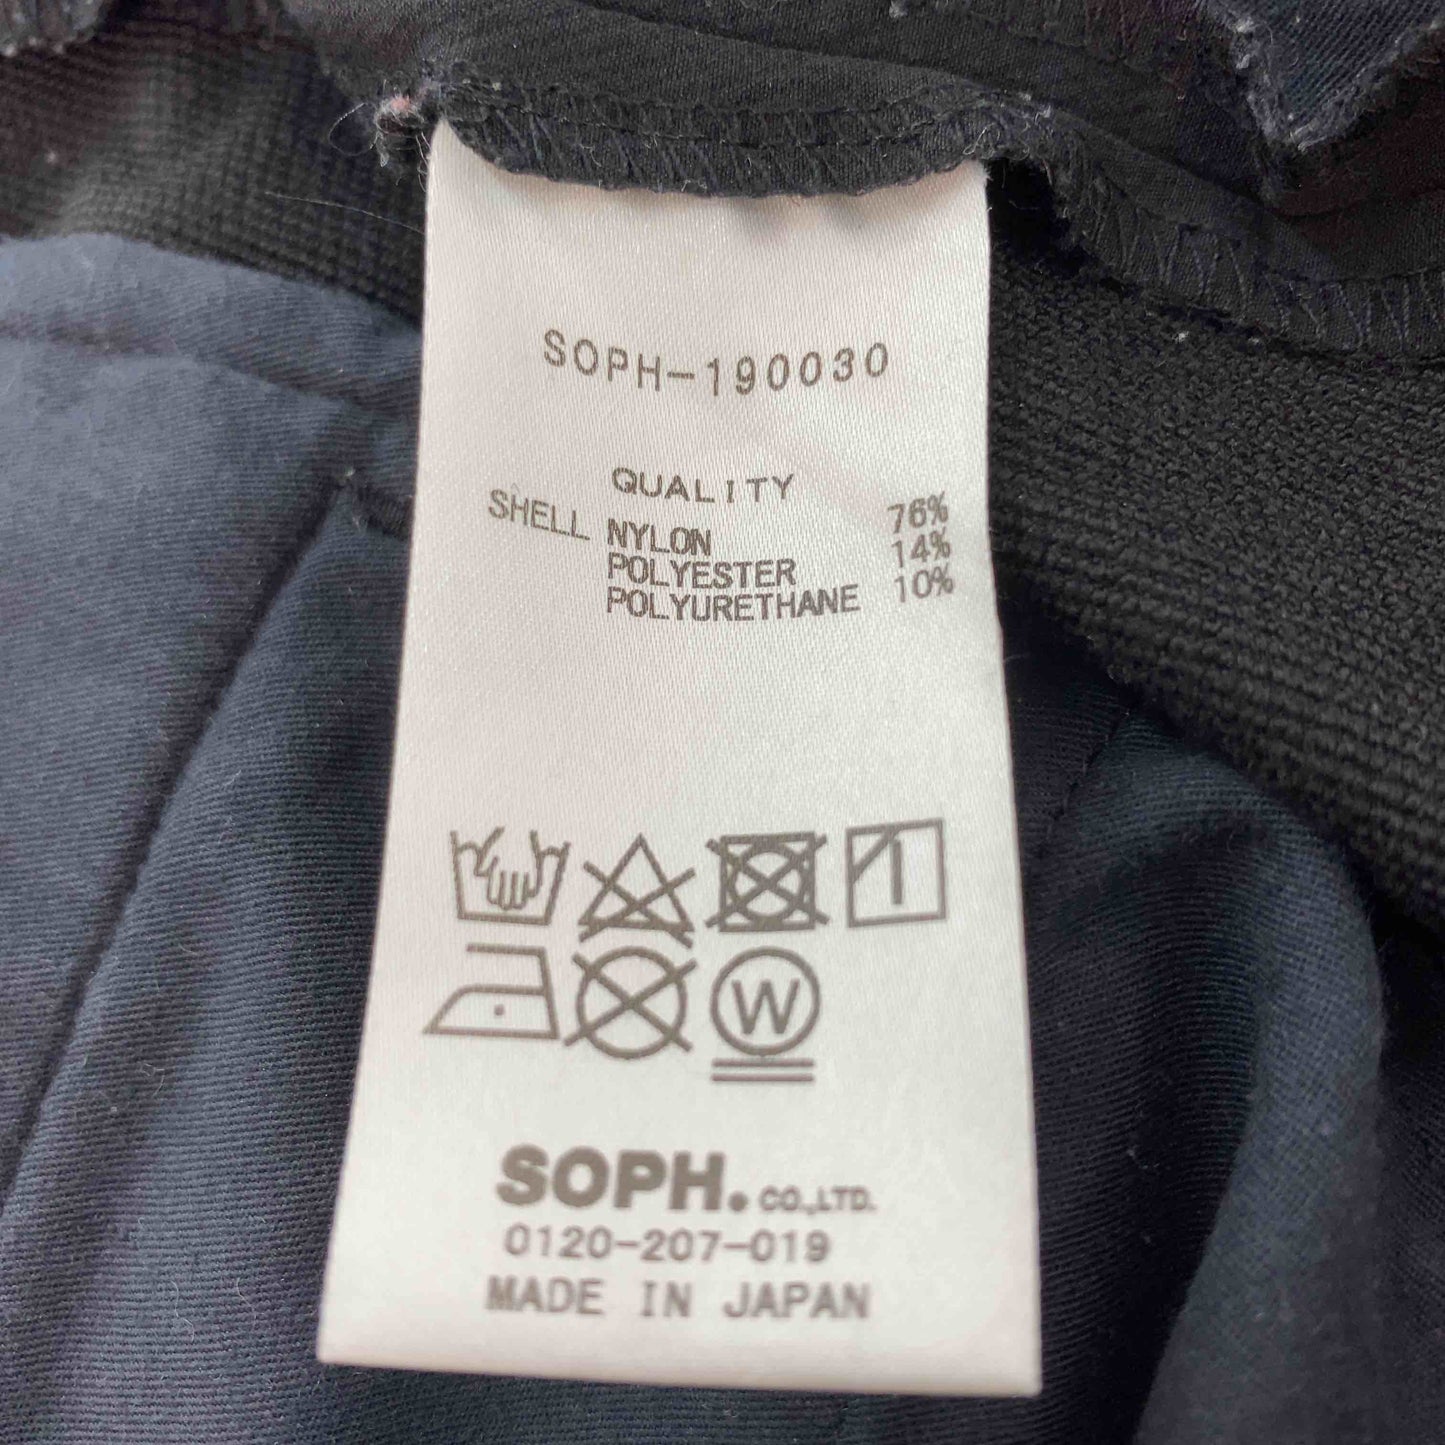 SOPH-190030
QUALITY
SHELL NYLON 76%
POLYESTER 14%
POLYURETHANE 10%
W
SOPH. CO.,LTD.
0120-207-019
MADE IN JAPAN